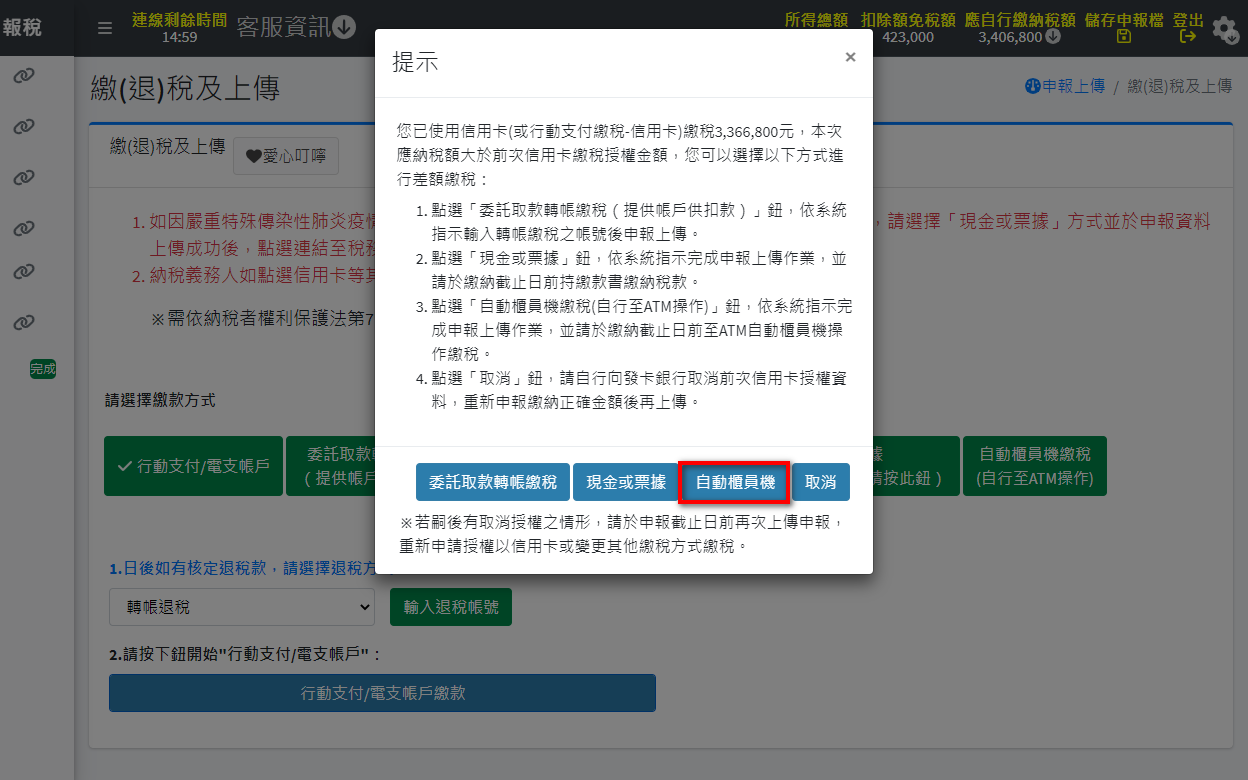 報稅
連線剩餘時間
14:59
客服資訊
所得總額
扣除額免稅額
423,000
應自行繳納稅額
3,406,800
儲存申報檔
登出
繳(退)稅及上傳
申報上傳 / 繳(退)稅及上傳
繳(退)稅及上傳
愛心叮嚀
1. 如因嚴重特殊傳染性肺炎疫情
，請選擇「現金或票據」方式並於申報資料
上傳成功後，點選連結至稅務
2. 納稅義務人如點選信用卡等其
※需依納稅者權利保護法第7
完成
請選擇繳款方式
行動支付/電支帳戶
委託取款
（提供帳戶
據
請按此鈕）
自動櫃員機繳稅
(自行至ATM操作)
1.日後如有核定退稅款，請選擇退稅方
轉帳退稅
輸入退稅帳號
2.請按下鈕開始"行動支付/電支帳戶"：
行動支付/電支帳戶繳款
提示
×
您已使用信用卡(或行動支付繳稅-信用卡)繳稅3,366,800元，本次
應納稅額大於前次信用卡繳稅授權金額，您可以選擇以下方式進
行差額繳稅：
1. 點選「委託取款轉帳繳稅（提供帳戶供扣款）」鈕，依系統
指示輸入轉帳繳稅之帳號後申報上傳。
2. 點選「現金或票據」鈕，依系統指示完成申報上傳作業，並
請於繳納截止日前持繳款書繳納稅款。
3. 點選「自動櫃員機繳稅(自行至ATM操作)」鈕，依系統指示完
成申報上傳作業，並請於繳納截止日前至ATM自動櫃員機操
作繳稅。
4. 點選「取消」鈕，請自行向發卡銀行取消前次信用卡授權資
料，重新申報繳納正確金額後再上傳。
委託取款轉帳繳稅
現金或票據
自動櫃員機
取消
※若嗣後有取消授權之情形，請於申報截止日前再次上傳申報，
重新申請授權以信用卡或變更其他繳稅方式繳稅。